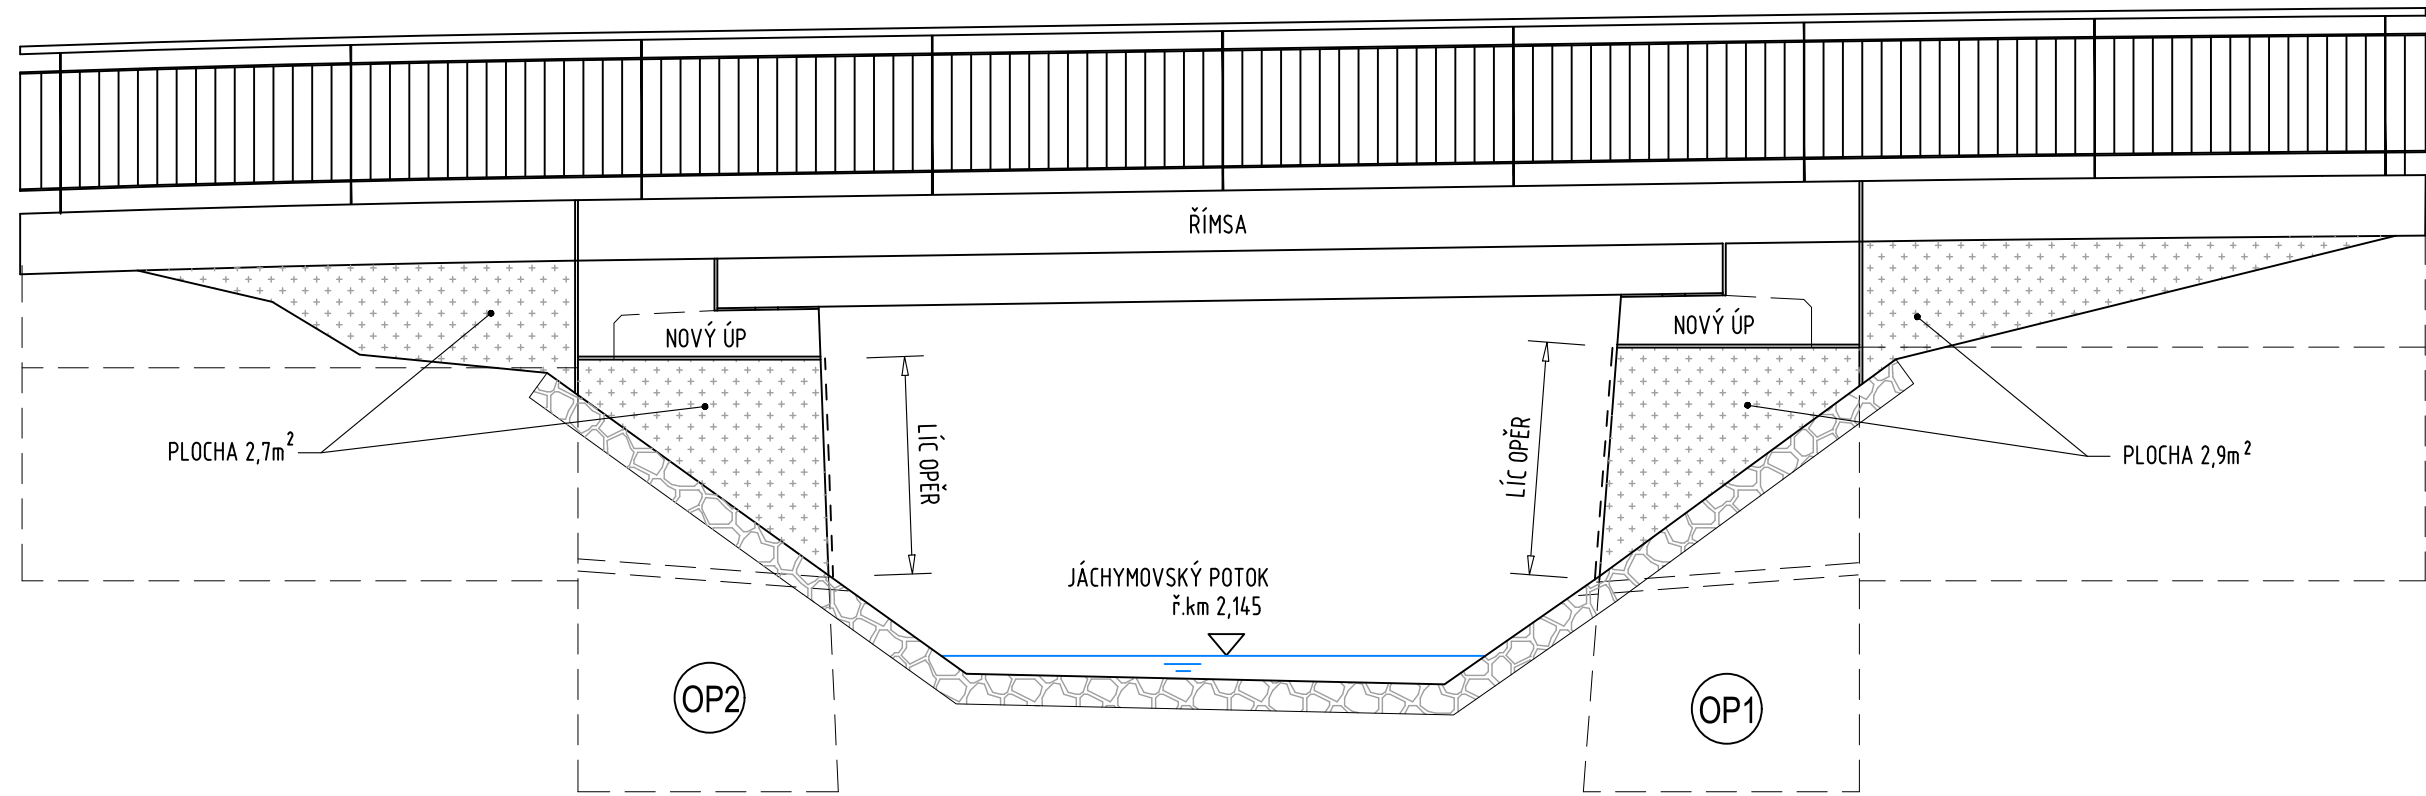 ŘÍMSA
NOVÝ ÚP
NOVÝ ÚP
LÍC OPĚR
LÍC OPĚR
PLOCHA 2,7m²
PLOCHA 2,9m²
JÁCHYMOVSKÝ POTOK
ř.km 2,145
OP2
OP1